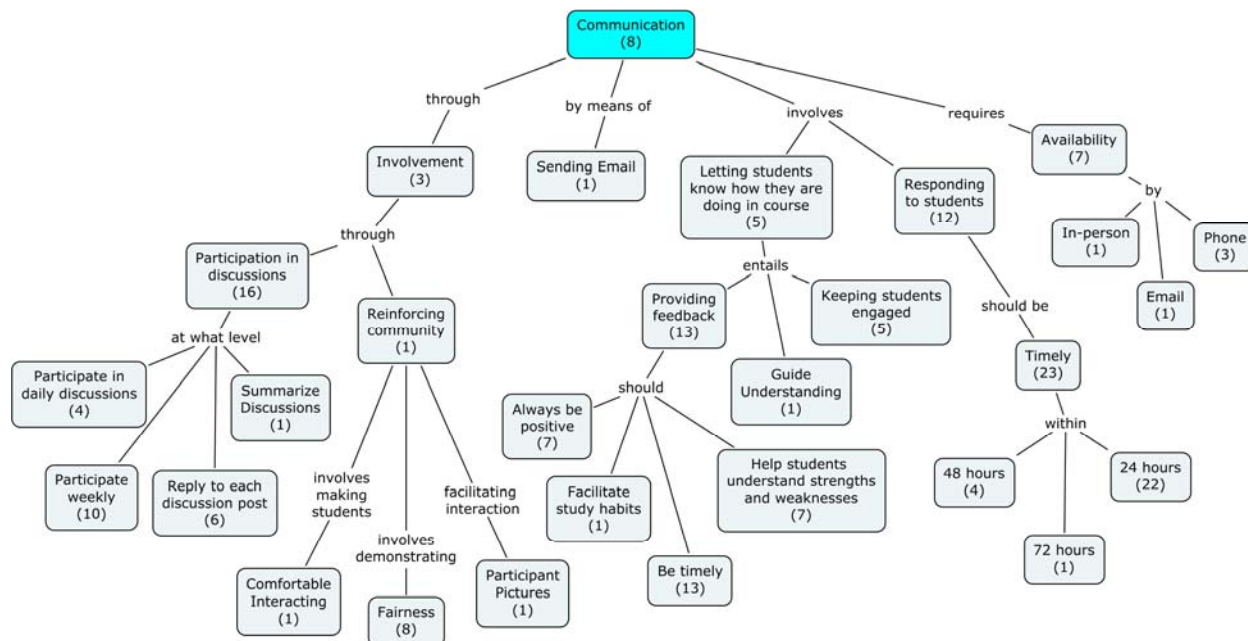 Communication
(8)
through
by means of
involves
requires
Involvement
(3)
Sending Email
(1)
Letting students
know how they are
doing in course
(5)
Responding
to students
(12)
Availability
(7)
by
In-person
(1)
Phone
(3)
Email
(1)
through
Participation in
discussions
(16)
Reinforcing
community
(1)
entails
Providing
feedback
(13)
Keeping students
engaged
(5)
Guide
Understanding
(1)
should be
Timely
(23)
at what level
Participate in
daily discussions
(4)
Summarize
Discussions
(1)
Participate
weekly
(10)
Reply to each
discussion post
(6)
involves
making
students
involves
demonstrating
facilitating
interaction
Comfortable
Interacting
(1)
Fairness
(8)
Participant
Pictures
(1)
should
Always be
positive
(7)
Facilitate
study habits
(1)
Be timely
(13)
Help students
understand strengths
and weaknesses
(7)
within
48 hours
(4)
72 hours
(1)
24 hours
(22)